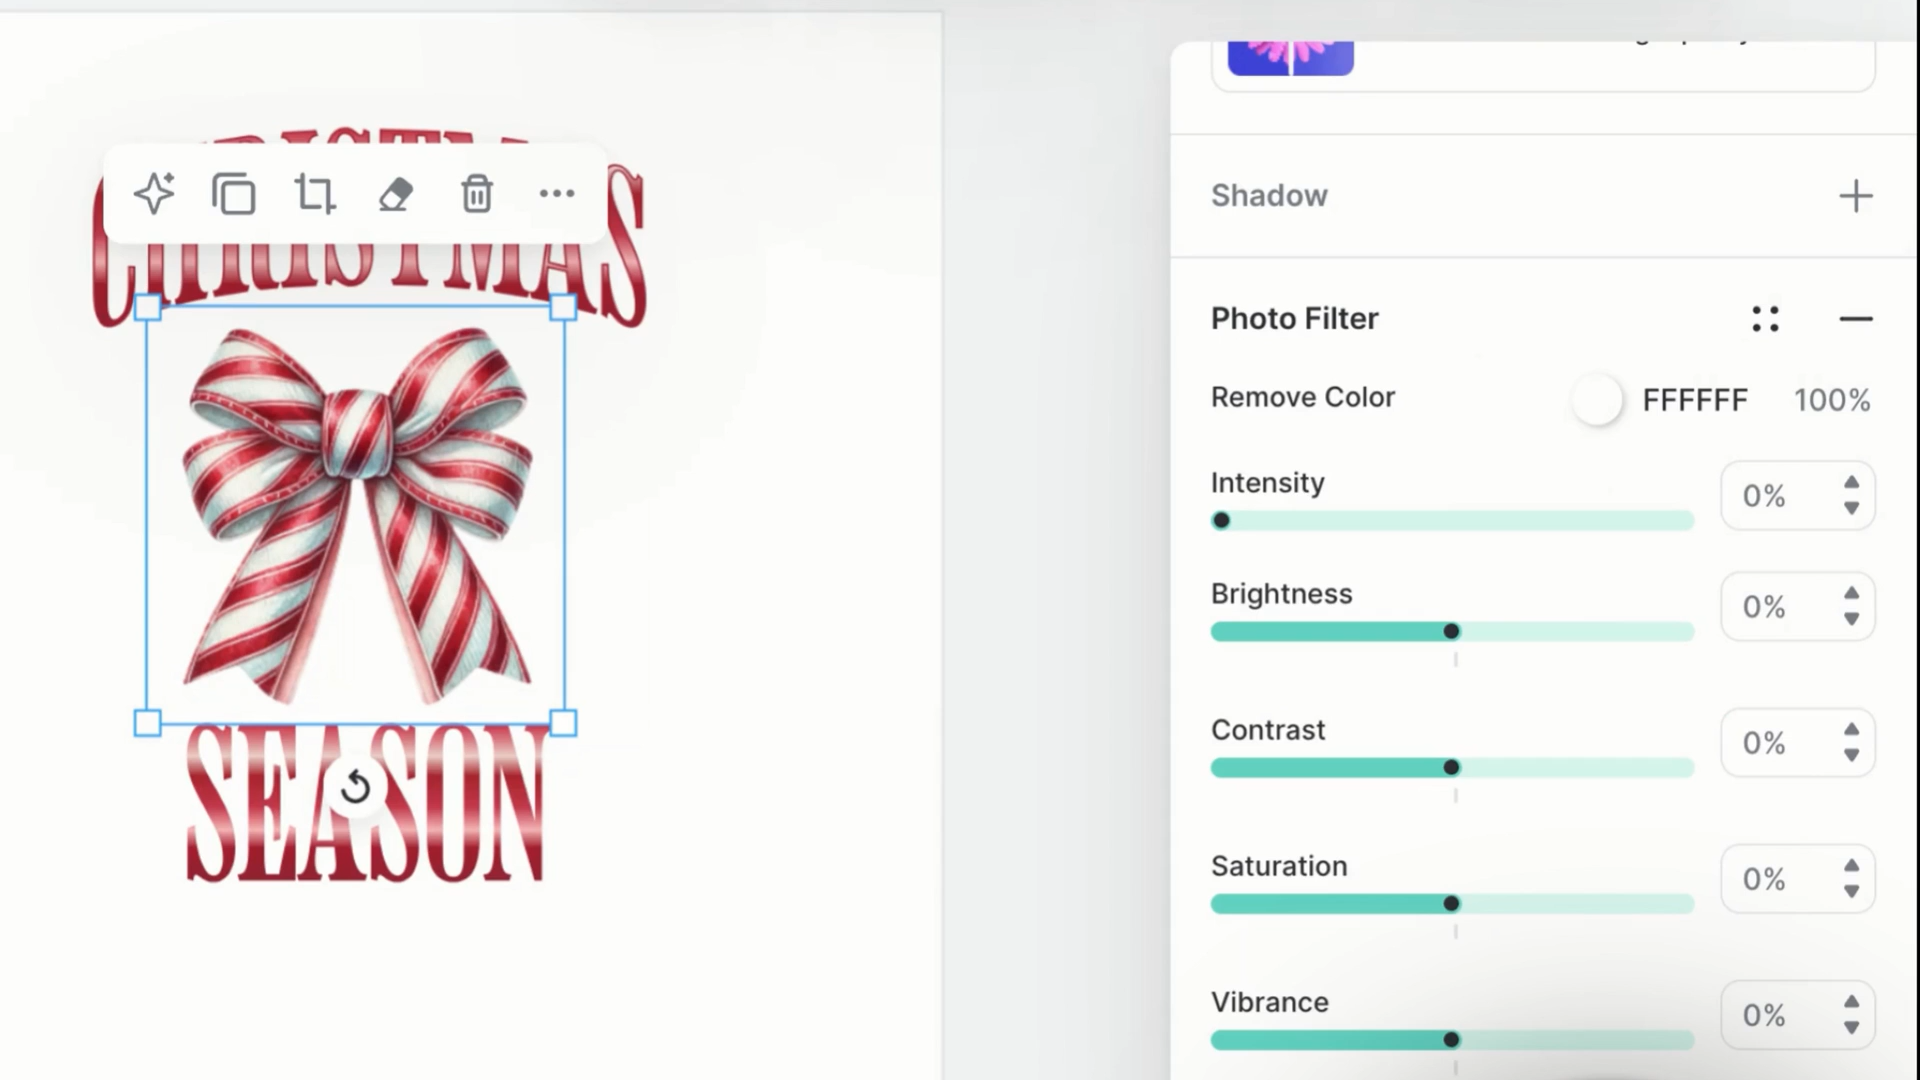 CHRISTMAS
SEASON
Shadow
Photo Filter
Remove Color FFFFFF 100%
Intensity 0%
Brightness 0%
Contrast 0%
Saturation 0%
Vibrance 0%